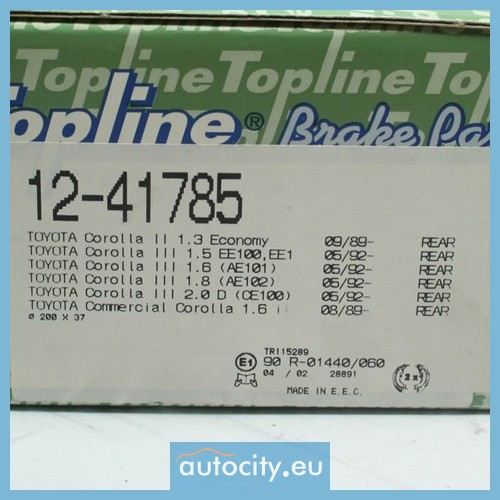 Topline Topline To
Topline® Brake Pa
12-41785
TOYOTA Corolla II 1.3 Economy 09/89- REAR
TOYOTA Corolla III 1.5 EE100,EE1 05/92- REAR
TOYOTA Corolla III 1.6 (AE101) 05/92- REAR
TOYOTA Corolla III 1.8 (AE102) 05/92- REAR
TOYOTA Corolla III 2.0 D (CE100) 05/92- REAR
TOYOTA Commercial Corolla 1.6 i 08/89- REAR
ø 200 X 37
TR115289
E1 90 R-01440/060
04 / 02 28891
2x
MADE IN E.E.C.
autocity.eu